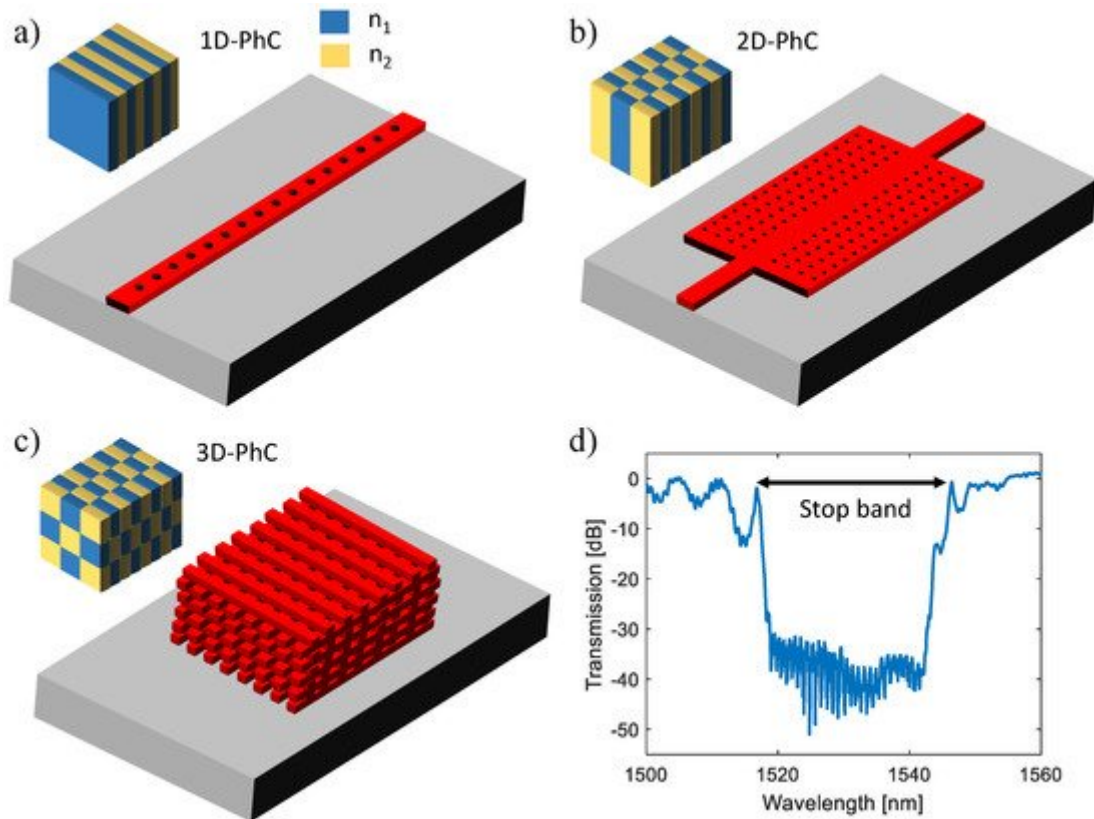 a)
1D-PhC
n₁
n₂
b)
2D-PhC
c)
3D-PhC
d)
Stop band
Transmission [dB]
0
-10
-20
-30
-40
-50
1500
1520
1540
1560
Wavelength [nm]